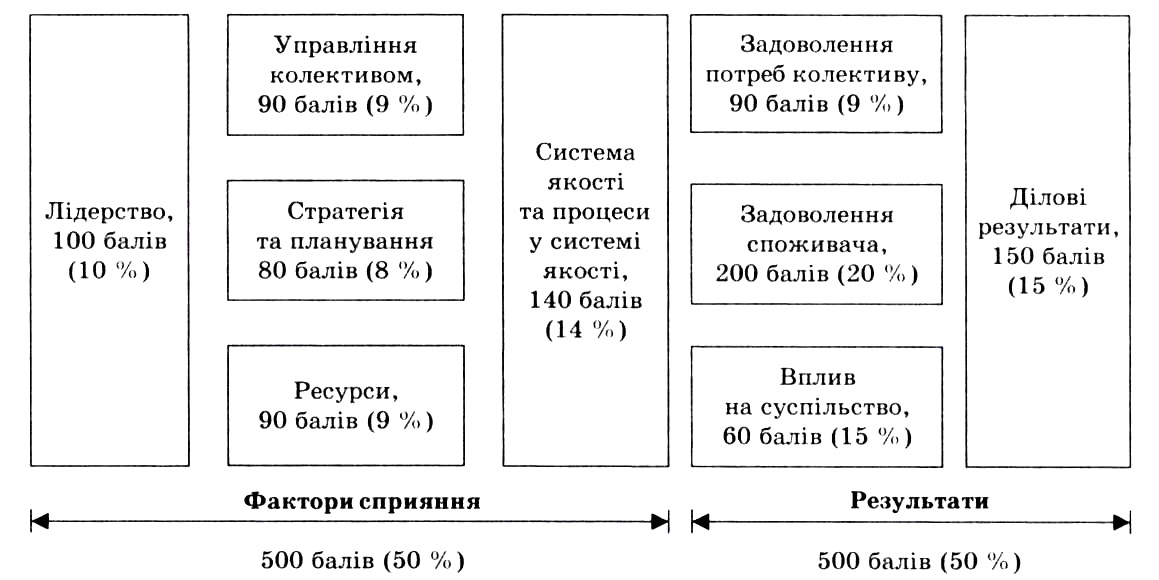 Лідерство,
100 балів
(10 %)
Управління
колективом,
90 балів (9 %)
Стратегія
та планування
80 балів (8 %)
Ресурси,
90 балів (9 %)
Система
якості
та процеси
у системі
якості,
140 балів
(14 %)
Задоволення
потреб колективу,
90 балів (9 %)
Задоволення
споживача,
200 балів (20 %)
Вплив
на суспільство,
60 балів (15 %)
Ділові
результати,
150 балів
(15 %)
Фактори сприяння
500 балів (50 %)
Результати
500 балів (50 %)